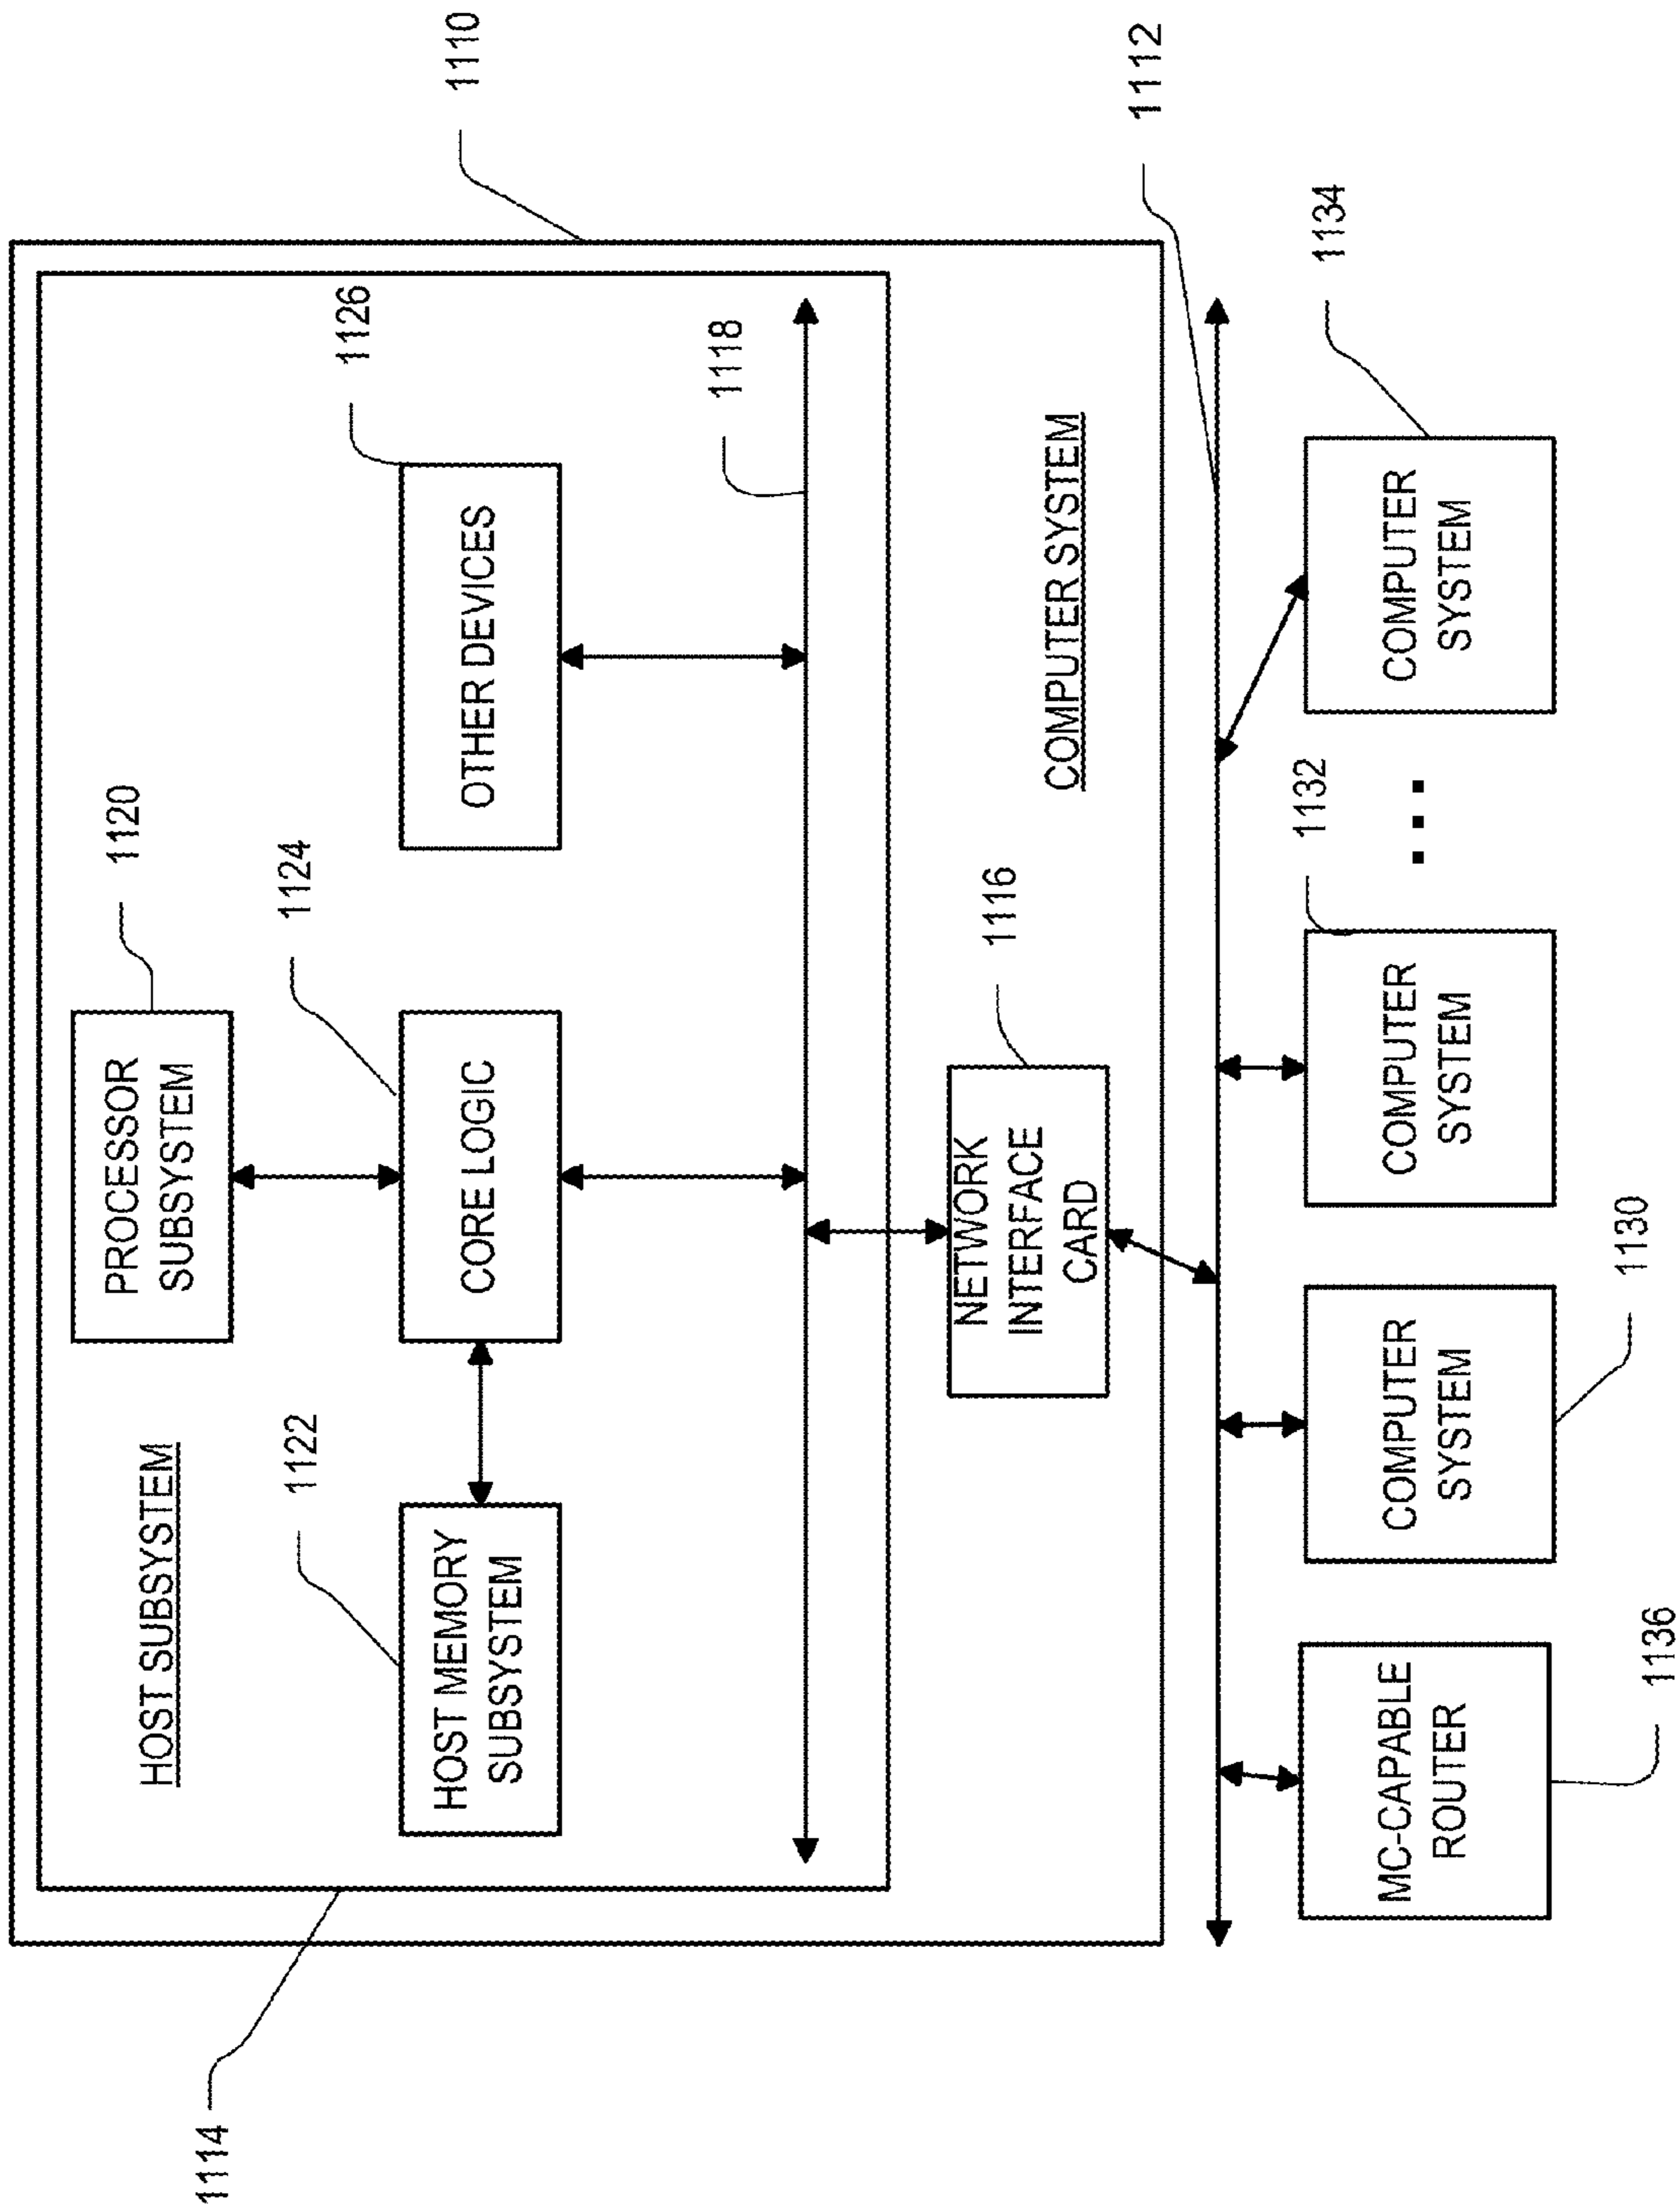 1110
1120
PROCESSOR
SUBSYSTEM
HOST SUBSYSTEM
1124
1126
1122
HOST MEMORY
SUBSYSTEM
CORE LOGIC
OTHER DEVICES
1118
1114
1116
NETWORK
INTERFACE
CARD
COMPUTER SYSTEM
1112
1132
1134
MC-CAPABLE
ROUTER
COMPUTER
SYSTEM
COMPUTER
SYSTEM
...
COMPUTER
SYSTEM
1136
1130